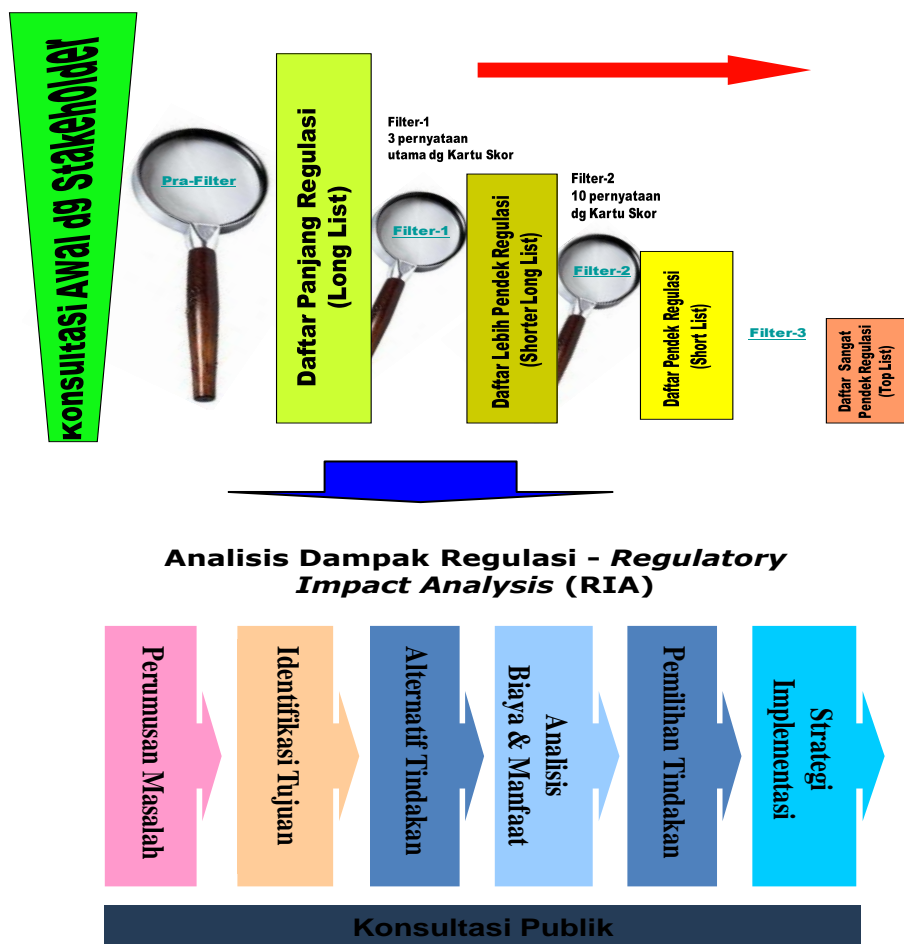 Konsultasi Awal dg Stakeholder
Pra-Filter
Daftar Panjang Regulasi
(Long List)
Filter-1
3 pernyataan
utama dg Kartu Skor
Filter-1
Daftar Lebih Pendek Regulasi
(Shorter Long List)
Filter-2
10 pernyataan
dg Kartu Skor
Filter-2
Daftar Pendek Regulasi
(Short List)
Filter-3
Daftar Sangat
Pendek Regulasi
(Top List)
Analisis Dampak Regulasi - Regulatory
Impact Analysis (RIA)
Perumusan Masalah
Identifikasi Tujuan
Alternatif Tindakan
Analisis
Biaya & Manfaat
Pemilihan Tindakan
Strategi
Implementasi
Konsultasi Publik